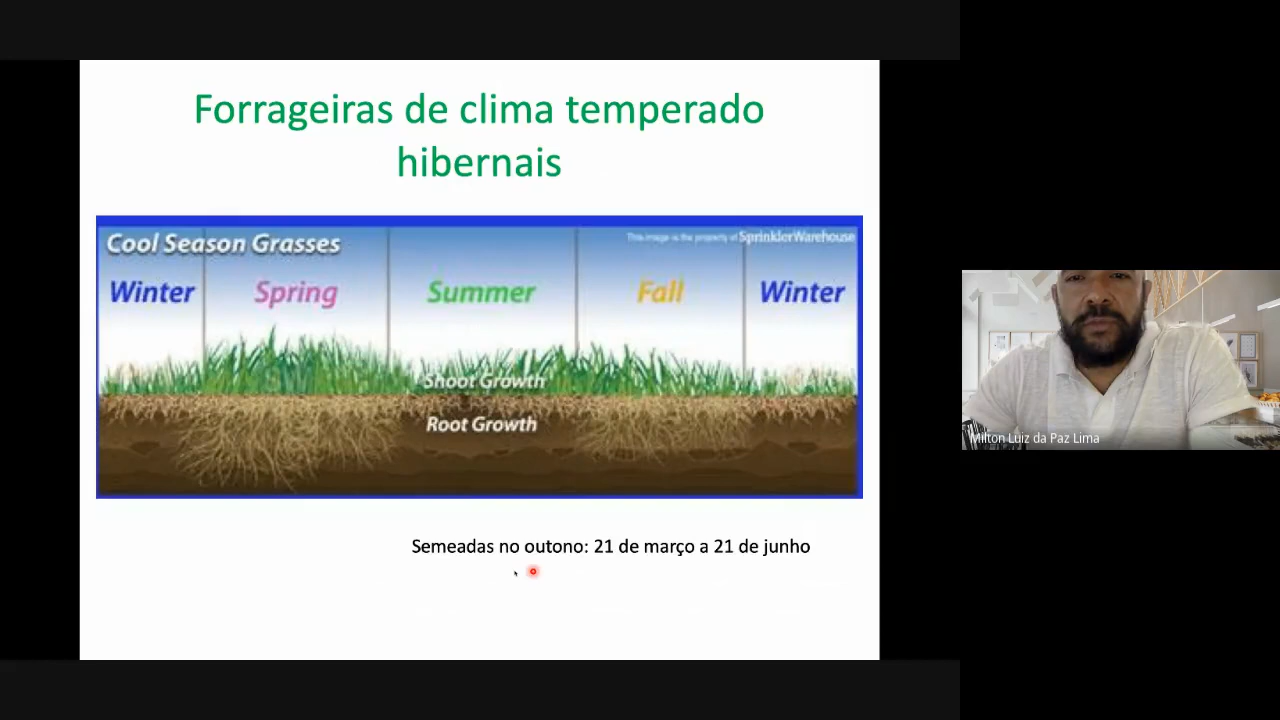 Forrageiras de clima temperado
hibernais
Cool Season Grasses
This image is the property of SprinklerWarehouse
Winter
Spring
Summer
Fall
Winter
Shoot Growth
Root Growth
Semeadas no outono: 21 de março a 21 de junho
Milton Luiz da Paz Lima